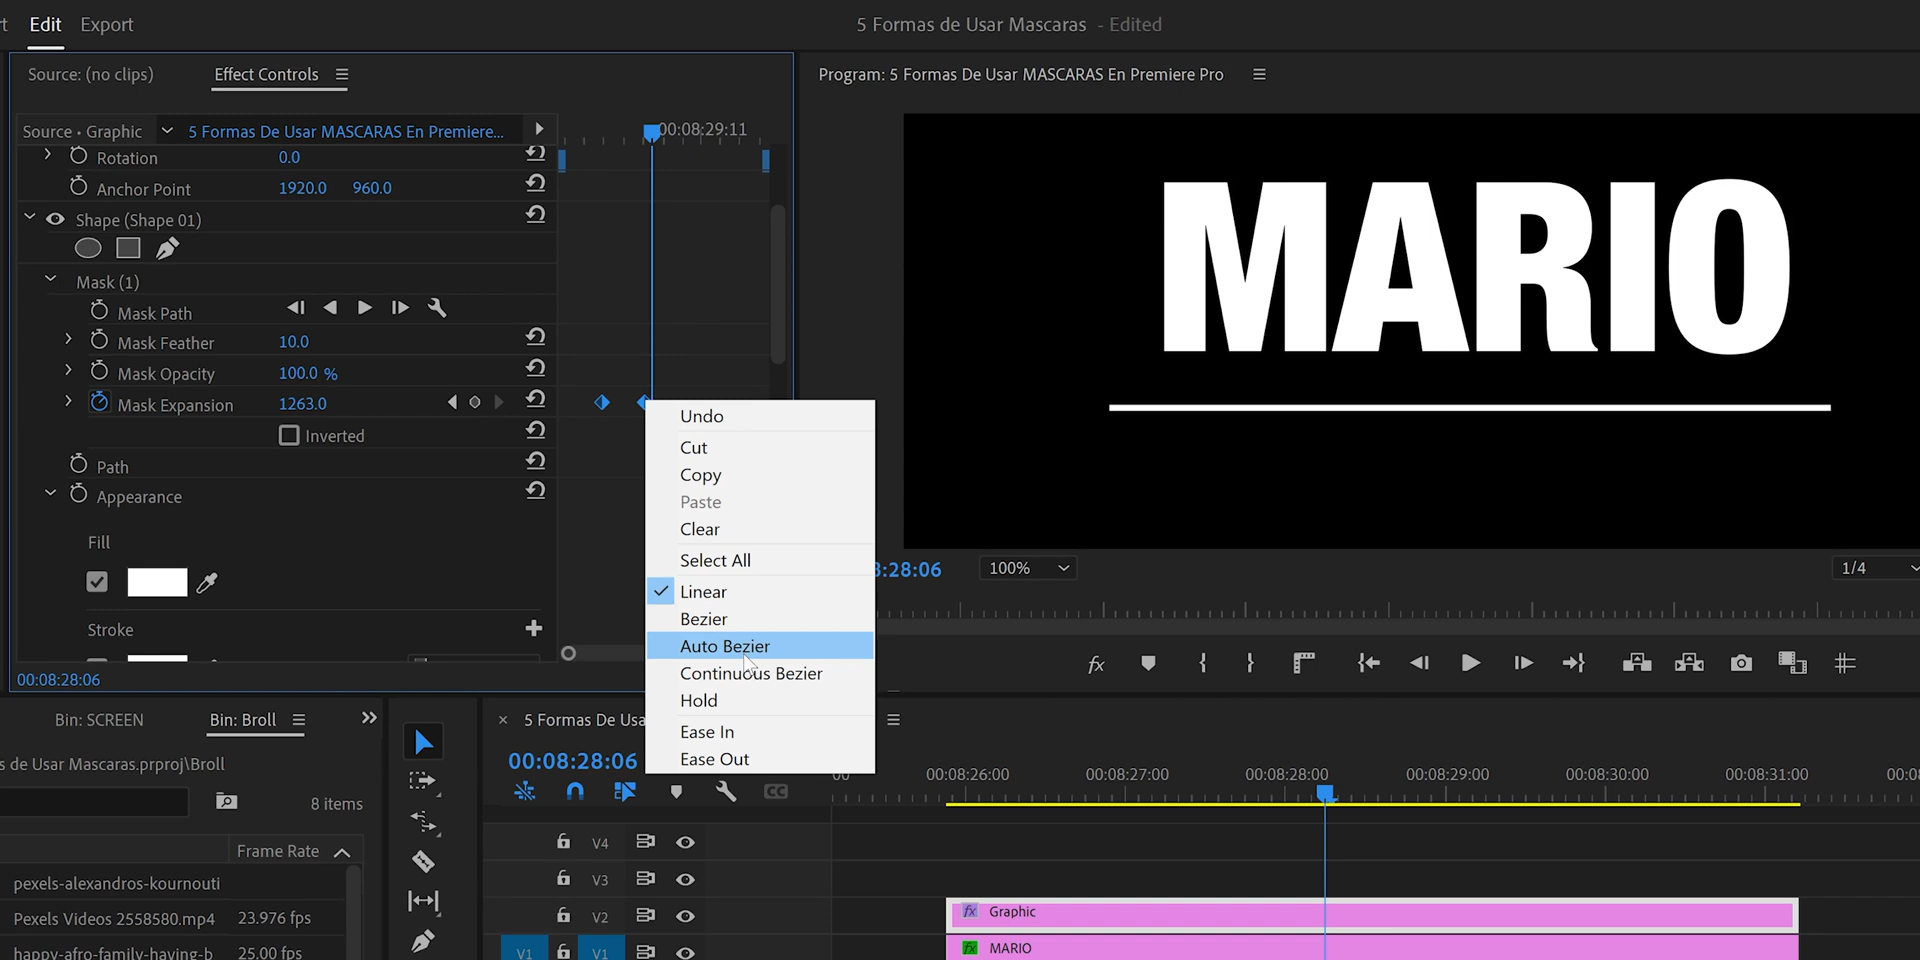 Edit Export
5 Formas de Usar Mascaras - Edited
Source: (no clips)
Effect Controls
Program: 5 Formas De Usar MASCARAS En Premiere Pro
Source • Graphic
5 Formas De Usar MASCARAS En Premiere...
00:08:29:11
Rotation 0.0
Anchor Point 1920.0 960.0
Shape (Shape 01)
Mask (1)
Mask Path
Mask Feather 10.0
Mask Opacity 100.0 %
Mask Expansion 1263.0
Inverted
Path
Appearance
Fill
Stroke
00:08:28:06
Undo
Cut
Copy
Paste
Clear
Select All
Linear
Bezier
Auto Bezier
Continuous Bezier
Hold
Ease In
Ease Out
MARIO
3:28:06
100%
1/4
fx
Bin: SCREEN
Bin: Broll
s de Usar Mascaras.prproj\Broll
8 items
Frame Rate
pexels-alexandros-kournouti
Pexels Videos 2558580.mp4 23.976 fps
happy-afro-family-having-b 25.00 fps
× 5 Formas De Usa
00:08:28:06
CC
00 00:08:26:00 00:08:27:00 00:08:28:00 00:08:29:00 00:08:30:00 00:08:31:00 00:08
V4
V3
V2
fx Graphic
V1 V1
fx MARIO